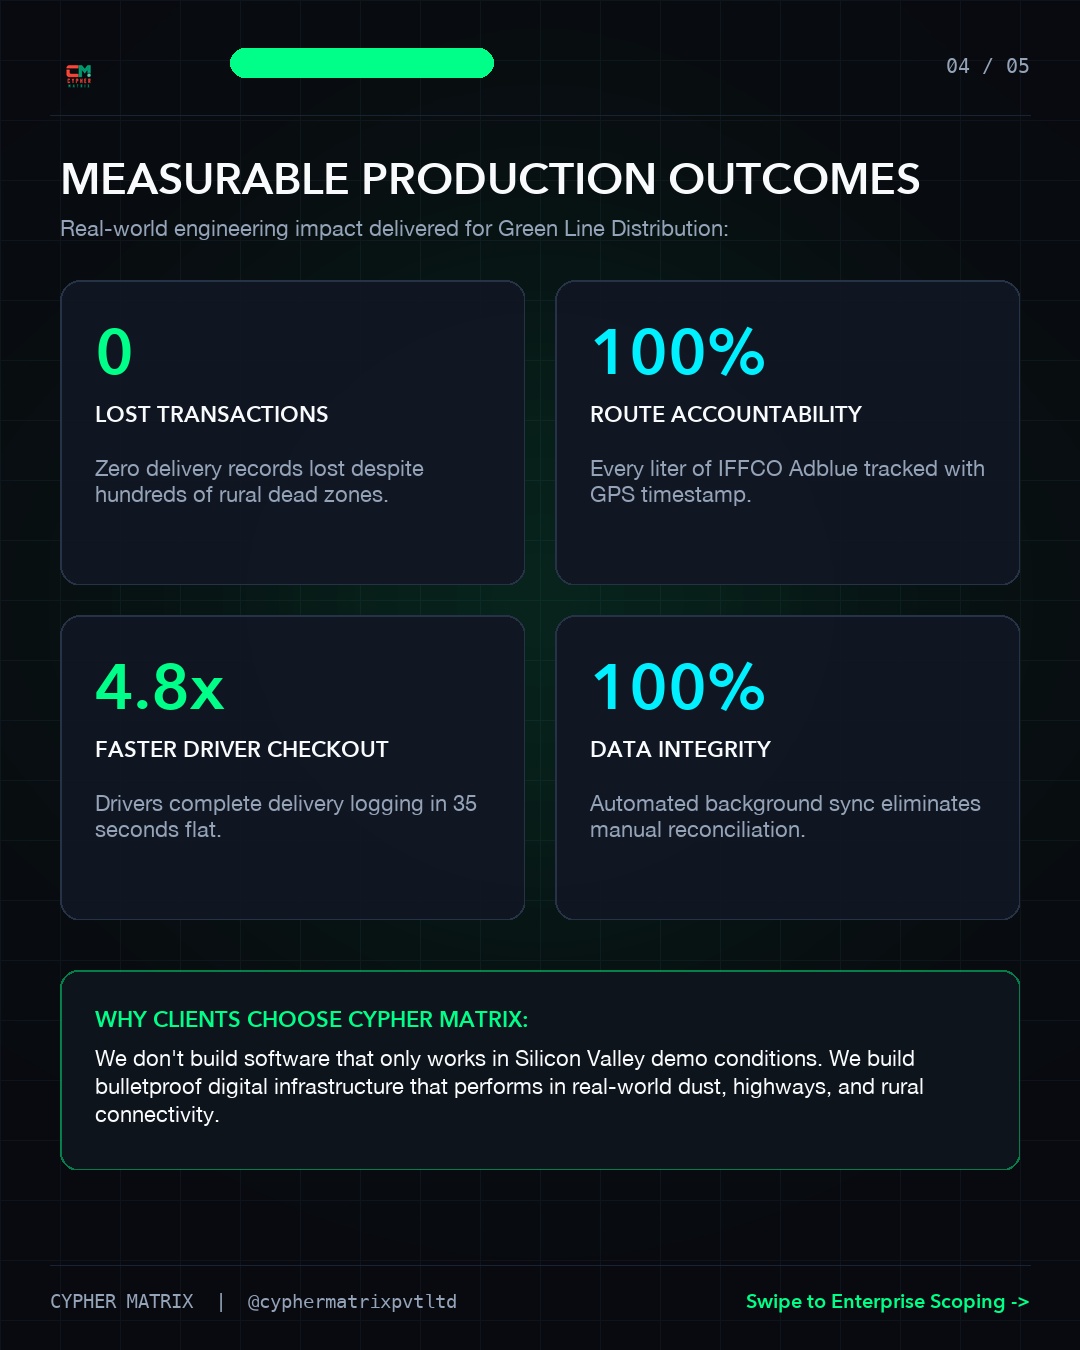 CM
CYPHER
MATRIX
04 / 05
MEASURABLE PRODUCTION OUTCOMES
Real-world engineering impact delivered for Green Line Distribution:
0
LOST TRANSACTIONS
Zero delivery records lost despite
hundreds of rural dead zones.
100%
ROUTE ACCOUNTABILITY
Every liter of IFFCO Adblue tracked with
GPS timestamp.
4.8x
FASTER DRIVER CHECKOUT
Drivers complete delivery logging in 35
seconds flat.
100%
DATA INTEGRITY
Automated background sync eliminates
manual reconciliation.
WHY CLIENTS CHOOSE CYPHER MATRIX:
We don't build software that only works in Silicon Valley demo conditions. We build
bulletproof digital infrastructure that performs in real-world dust, highways, and rural
connectivity.
CYPHER MATRIX | @cyphermatrixpvtltd
Swipe to Enterprise Scoping ->